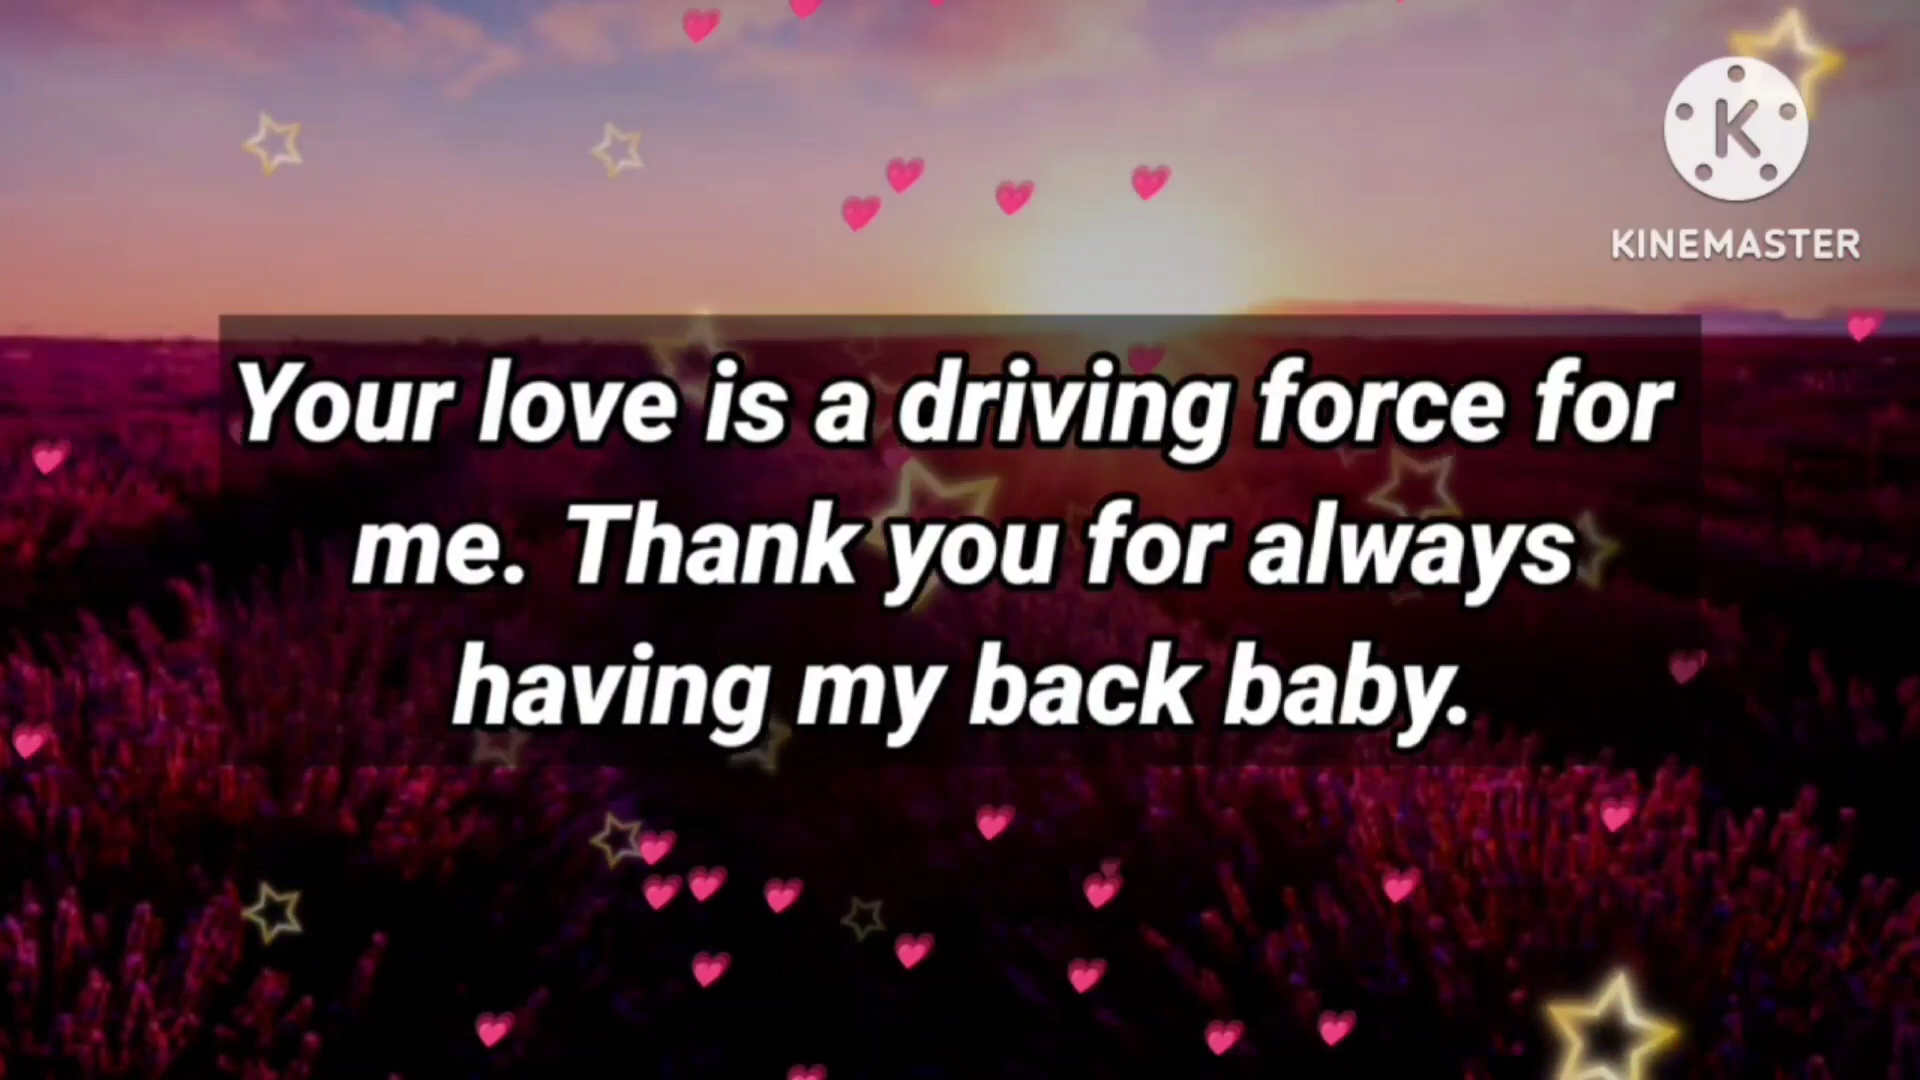 K
KINEMASTER
Your love is a driving force for
me. Thank you for always
having my back baby.